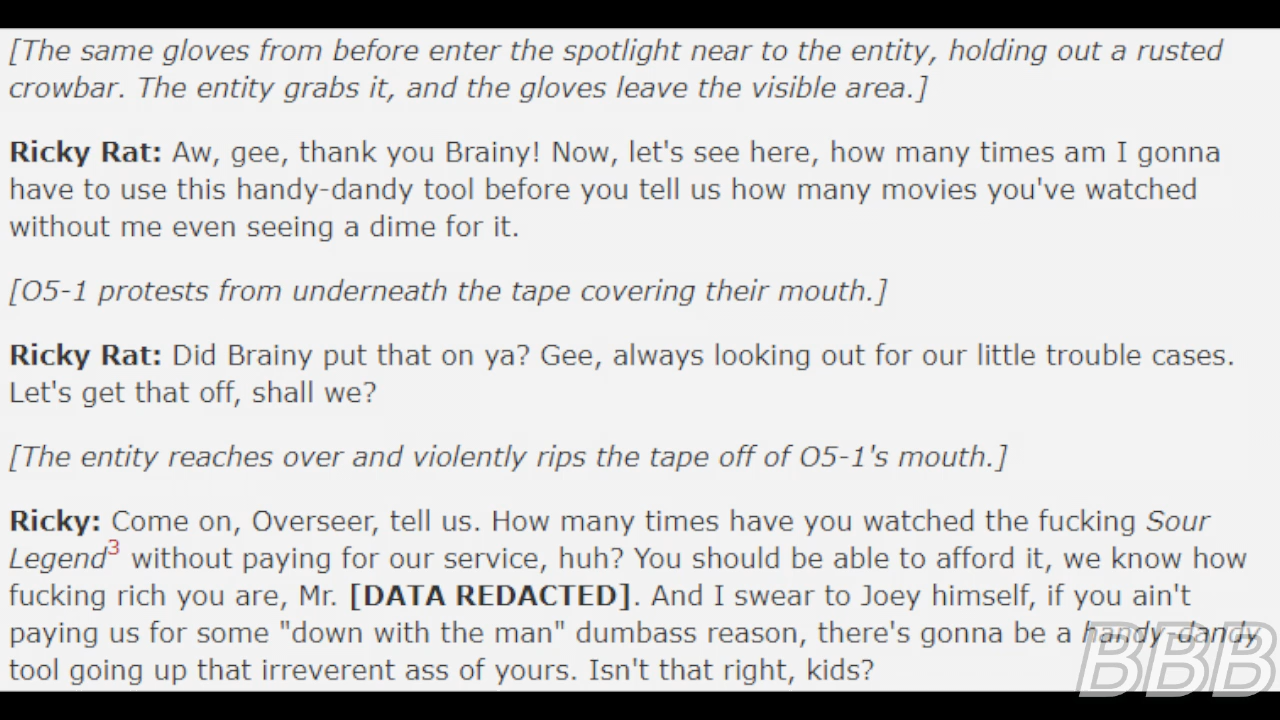 [The same gloves from before enter the spotlight near to the entity, holding out a rusted
crowbar. The entity grabs it, and the gloves leave the visible area.]
Ricky Rat: Aw, gee, thank you Brainy! Now, let's see here, how many times am I gonna
have to use this handy-dandy tool before you tell us how many movies you've watched
without me even seeing a dime for it.
[O5-1 protests from underneath the tape covering their mouth.]
Ricky Rat: Did Brainy put that on ya? Gee, always looking out for our little trouble cases.
Let's get that off, shall we?
[The entity reaches over and violently rips the tape off of O5-1's mouth.]
Ricky: Come on, Overseer, tell us. How many times have you watched the fucking Sour
Legend3 without paying for our service, huh? You should be able to afford it, we know how
fucking rich you are, Mr. [DATA REDACTED]. And I swear to Joey himself, if you ain't
paying us for some "down with the man" dumbass reason, there's gonna be a handy-dandy
tool going up that irreverent ass of yours. Isn't that right, kids?
BBB